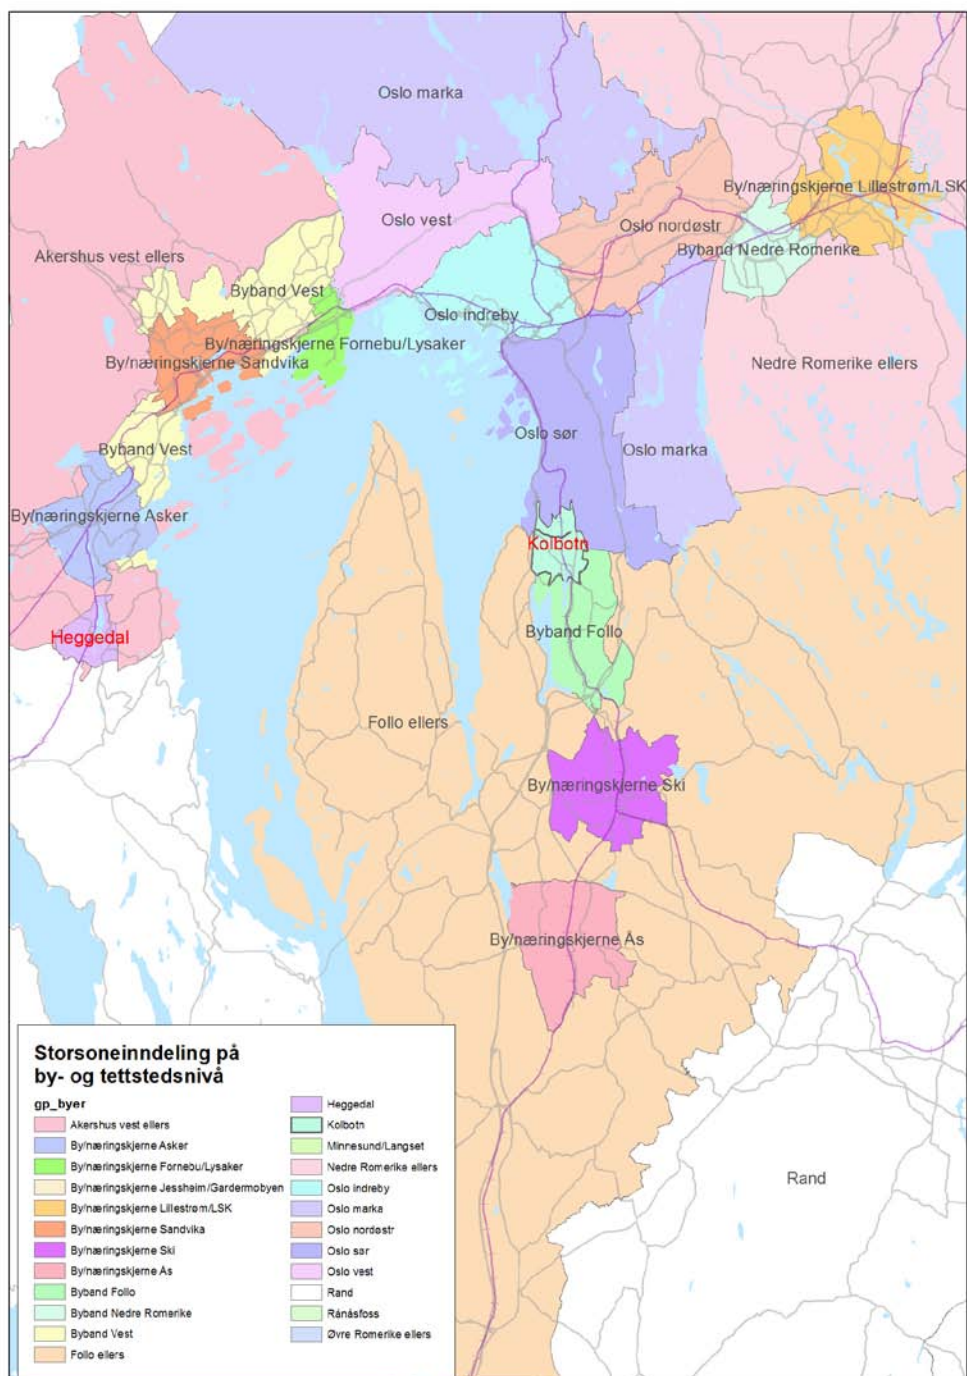 Oslo marka
By/næringskjerne Lillestrøm/LSK
Oslo vest
Oslo nordøstr
Byband Nedre Romerike
Akershus vest ellers
Byband Vest
Oslo indreby
By/næringskjerne Fornebu/Lysaker
By/næringskjerne Sandvika
Nedre Romerike ellers
Oslo sør
Byband Vest
Oslo marka
By/næringskjerne Asker
Kolbotn
Heggedal
Byband Follo
Follo ellers
By/næringskjerne Ski
By/næringskjerne Ås
Rand
Storsoneinndeling på
by- og tettstedsnivå
gp_byer
Akershus vest ellers
By/næringskjerne Asker
By/næringskjerne Fornebu/Lysaker
By/næringskjerne Jessheim/Gardermobyen
By/næringskjerne Lillestrøm/LSK
By/næringskjerne Sandvika
By/næringskjerne Ski
By/næringskjerne Ås
Byband Follo
Byband Nedre Romerike
Byband Vest
Follo ellers
Heggedal
Kolbotn
Minnesund/Langset
Nedre Romerike ellers
Oslo indreby
Oslo marka
Oslo nordøstr
Oslo sør
Oslo vest
Rand
Rånåsfoss
Øvre Romerike ellers